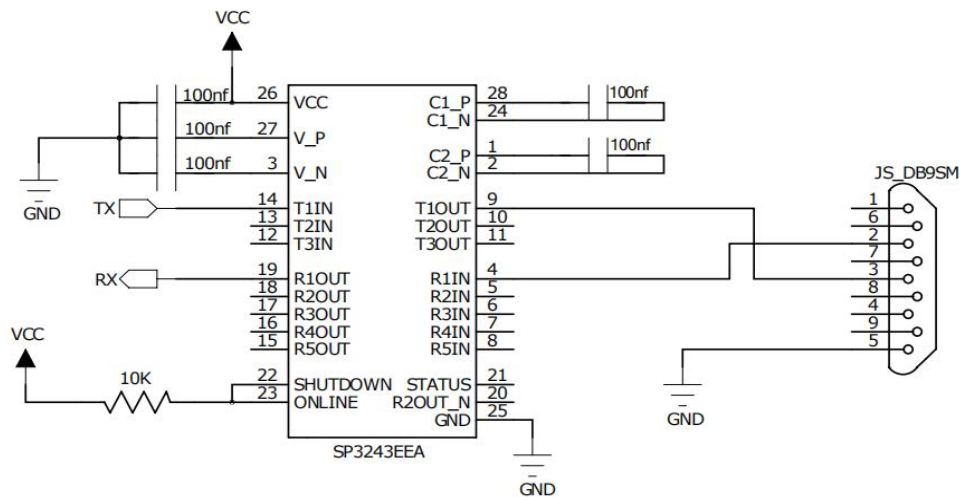 VCC
100nf 26 VCC C1_P 28 100nf
C1_N 24
100nf 27 V_P
C2_P 1 100nf
100nf 3 V_N C2_N 2
JS_DB9SM
GND
TX 14 T1IN T1OUT 9 1
13 T2IN T2OUT 10 6
12 T3IN T3OUT 11 2
7
RX 19 R1OUT R1IN 4 3
18 R2OUT R2IN 5 8
17 R3OUT R3IN 6 4
16 R4OUT R4IN 7 9
15 R5OUT R5IN 8 5
VCC
10K
22 SHUTDOWN STATUS 21
23 ONLINE R2OUT_N 20
GND 25
GND
SP3243EEA
GND